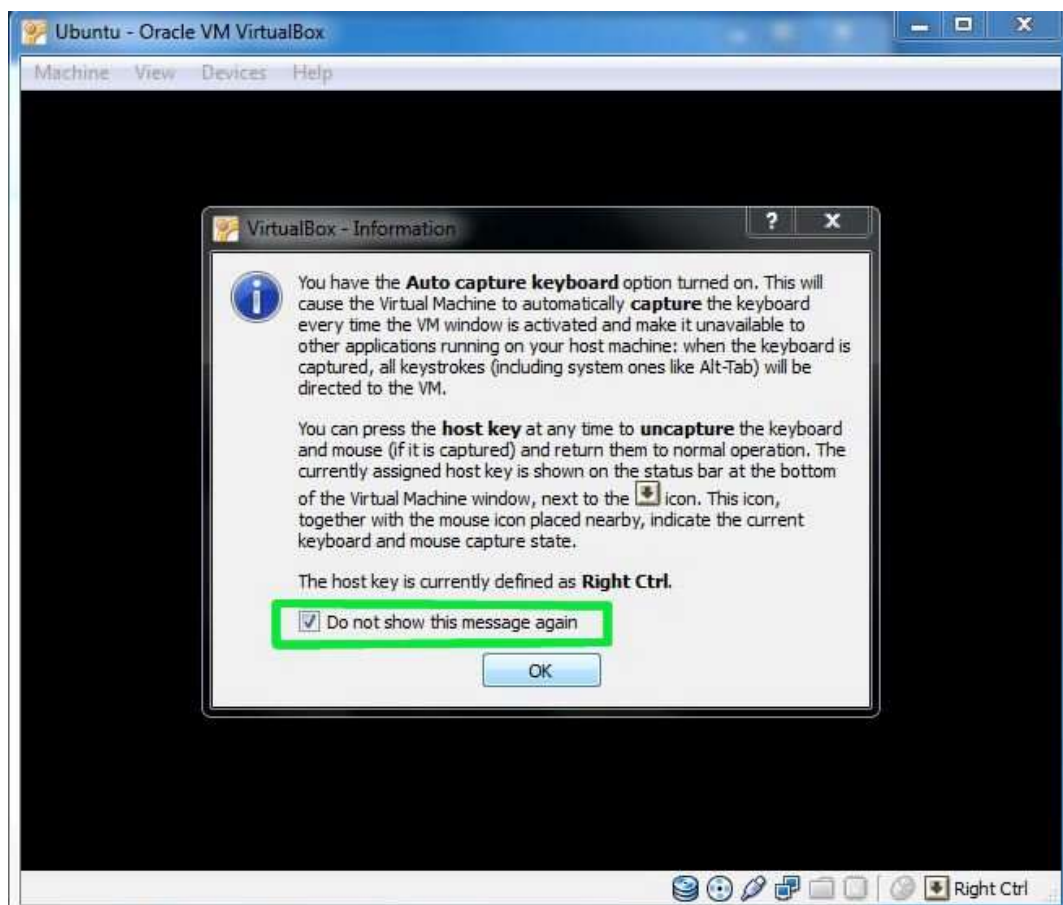 Ubuntu - Oracle VM VirtualBox
Machine View Devices Help
VirtualBox - Information
You have the Auto capture keyboard option turned on. This will
cause the Virtual Machine to automatically capture the keyboard
every time the VM window is activated and make it unavailable to
other applications running on your host machine: when the keyboard is
captured, all keystrokes (including system ones like Alt-Tab) will be
directed to the VM.
You can press the host key at any time to uncapture the keyboard
and mouse (if it is captured) and return them to normal operation. The
currently assigned host key is shown on the status bar at the bottom
of the Virtual Machine window, next to the icon. This icon,
together with the mouse icon placed nearby, indicate the current
keyboard and mouse capture state.
The host key is currently defined as Right Ctrl.
Do not show this message again
OK
Right Ctrl